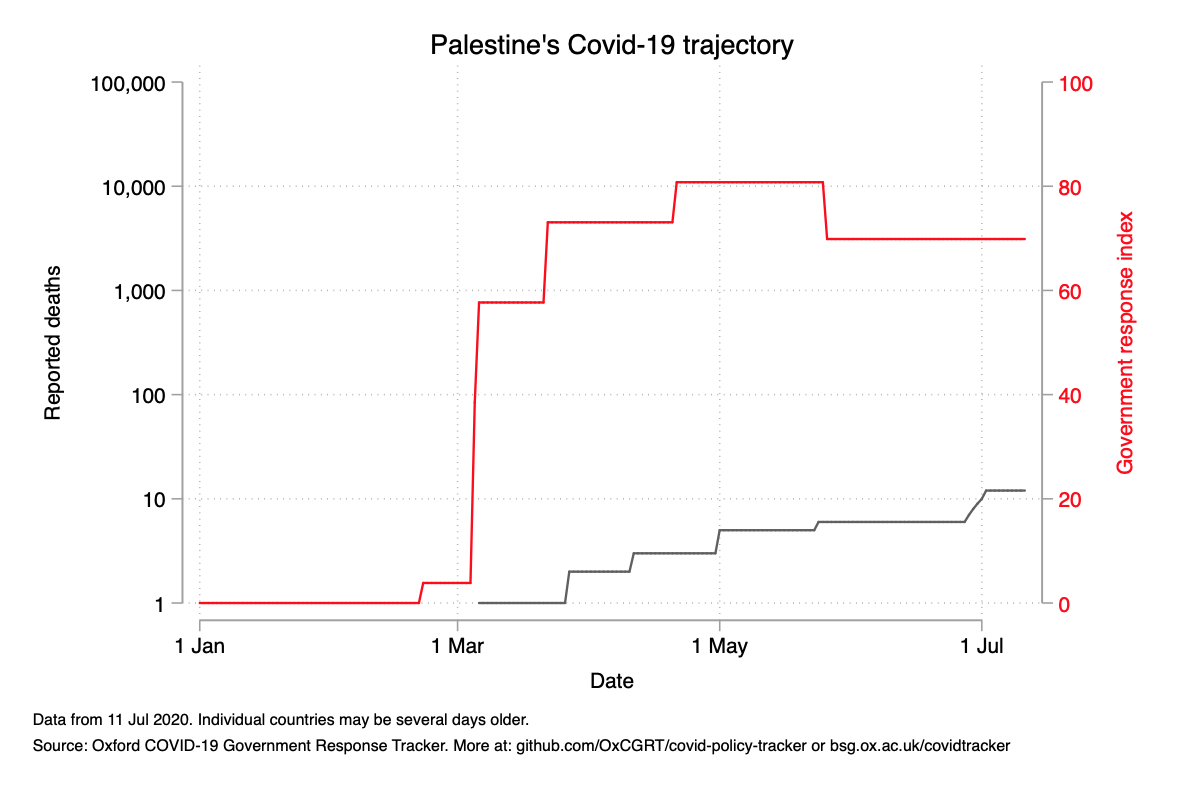 Palestine's Covid-19 trajectory
100,000
10,000
1,000
100
10
1
Reported deaths
100
80
60
40
20
0
Government response index
1 Jan
1 Mar
1 May
1 Jul
Date
Data from 11 Jul 2020. Individual countries may be several days older.
Source: Oxford COVID-19 Government Response Tracker. More at: github.com/OxCGRT/covid-policy-tracker or bsg.ox.ac.uk/covidtracker